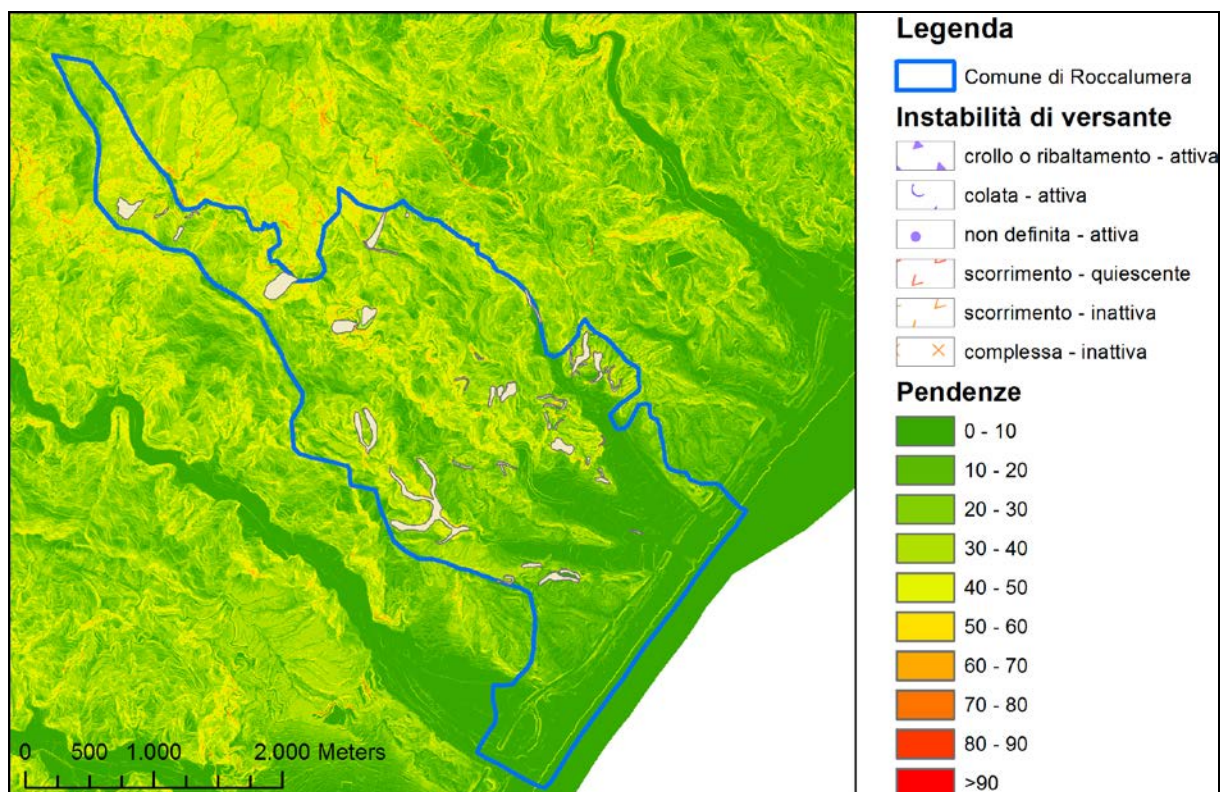 Legenda
Comune di Roccalumera
Instabilità di versante
crollo o ribaltamento - attiva
colata - attiva
non definita - attiva
scorrimento - quiescente
scorrimento - inattiva
complessa - inattiva
Pendenze
0 - 10
10 - 20
20 - 30
30 - 40
40 - 50
50 - 60
60 - 70
70 - 80
80 - 90
>90
0 500 1.000 2.000 Meters